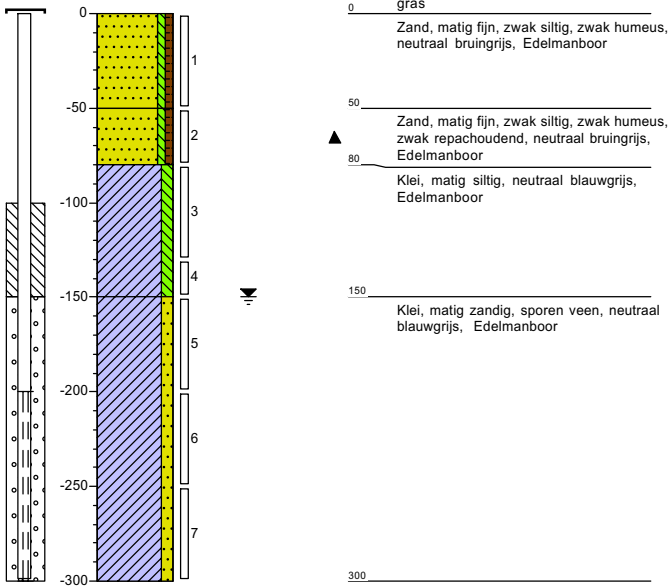 gras
0
Zand, matig fijn, zwak siltig, zwak humeus,
neutraal bruingrijs, Edelmanboor
50
Zand, matig fijn, zwak siltig, zwak humeus,
zwak repachoudend, neutraal bruingrijs,
Edelmanboor
80
Klei, matig siltig, neutraal blauwgrijs,
Edelmanboor
150
Klei, matig zandig, sporen veen, neutraal
blauwgrijs, Edelmanboor
300
0
-50
-100
-150
-200
-250
-300
1
2
3
4
5
6
7